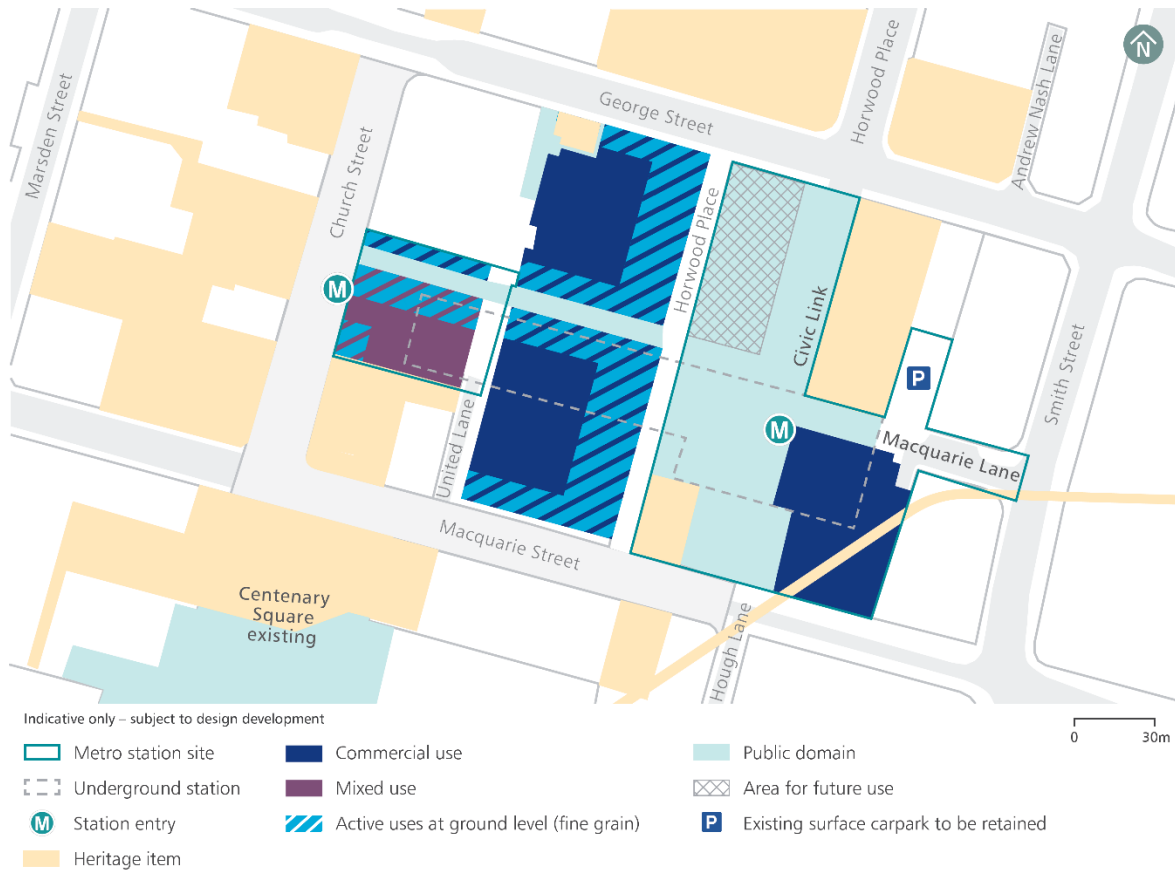 N
Marsden Street
Church Street
George Street
Horwood Place
Andrew Nash Lane
Horwood Place
Civic Link
M
P
M
Smith Street
Macquarie Lane
United Lane
Macquarie Street
Hough Lane
Centenary
Square
existing
Indicative only – subject to design development
0 30m
Metro station site
Commercial use
Public domain
Underground station
Mixed use
Area for future use
M Station entry
Active uses at ground level (fine grain)
P Existing surface carpark to be retained
Heritage item